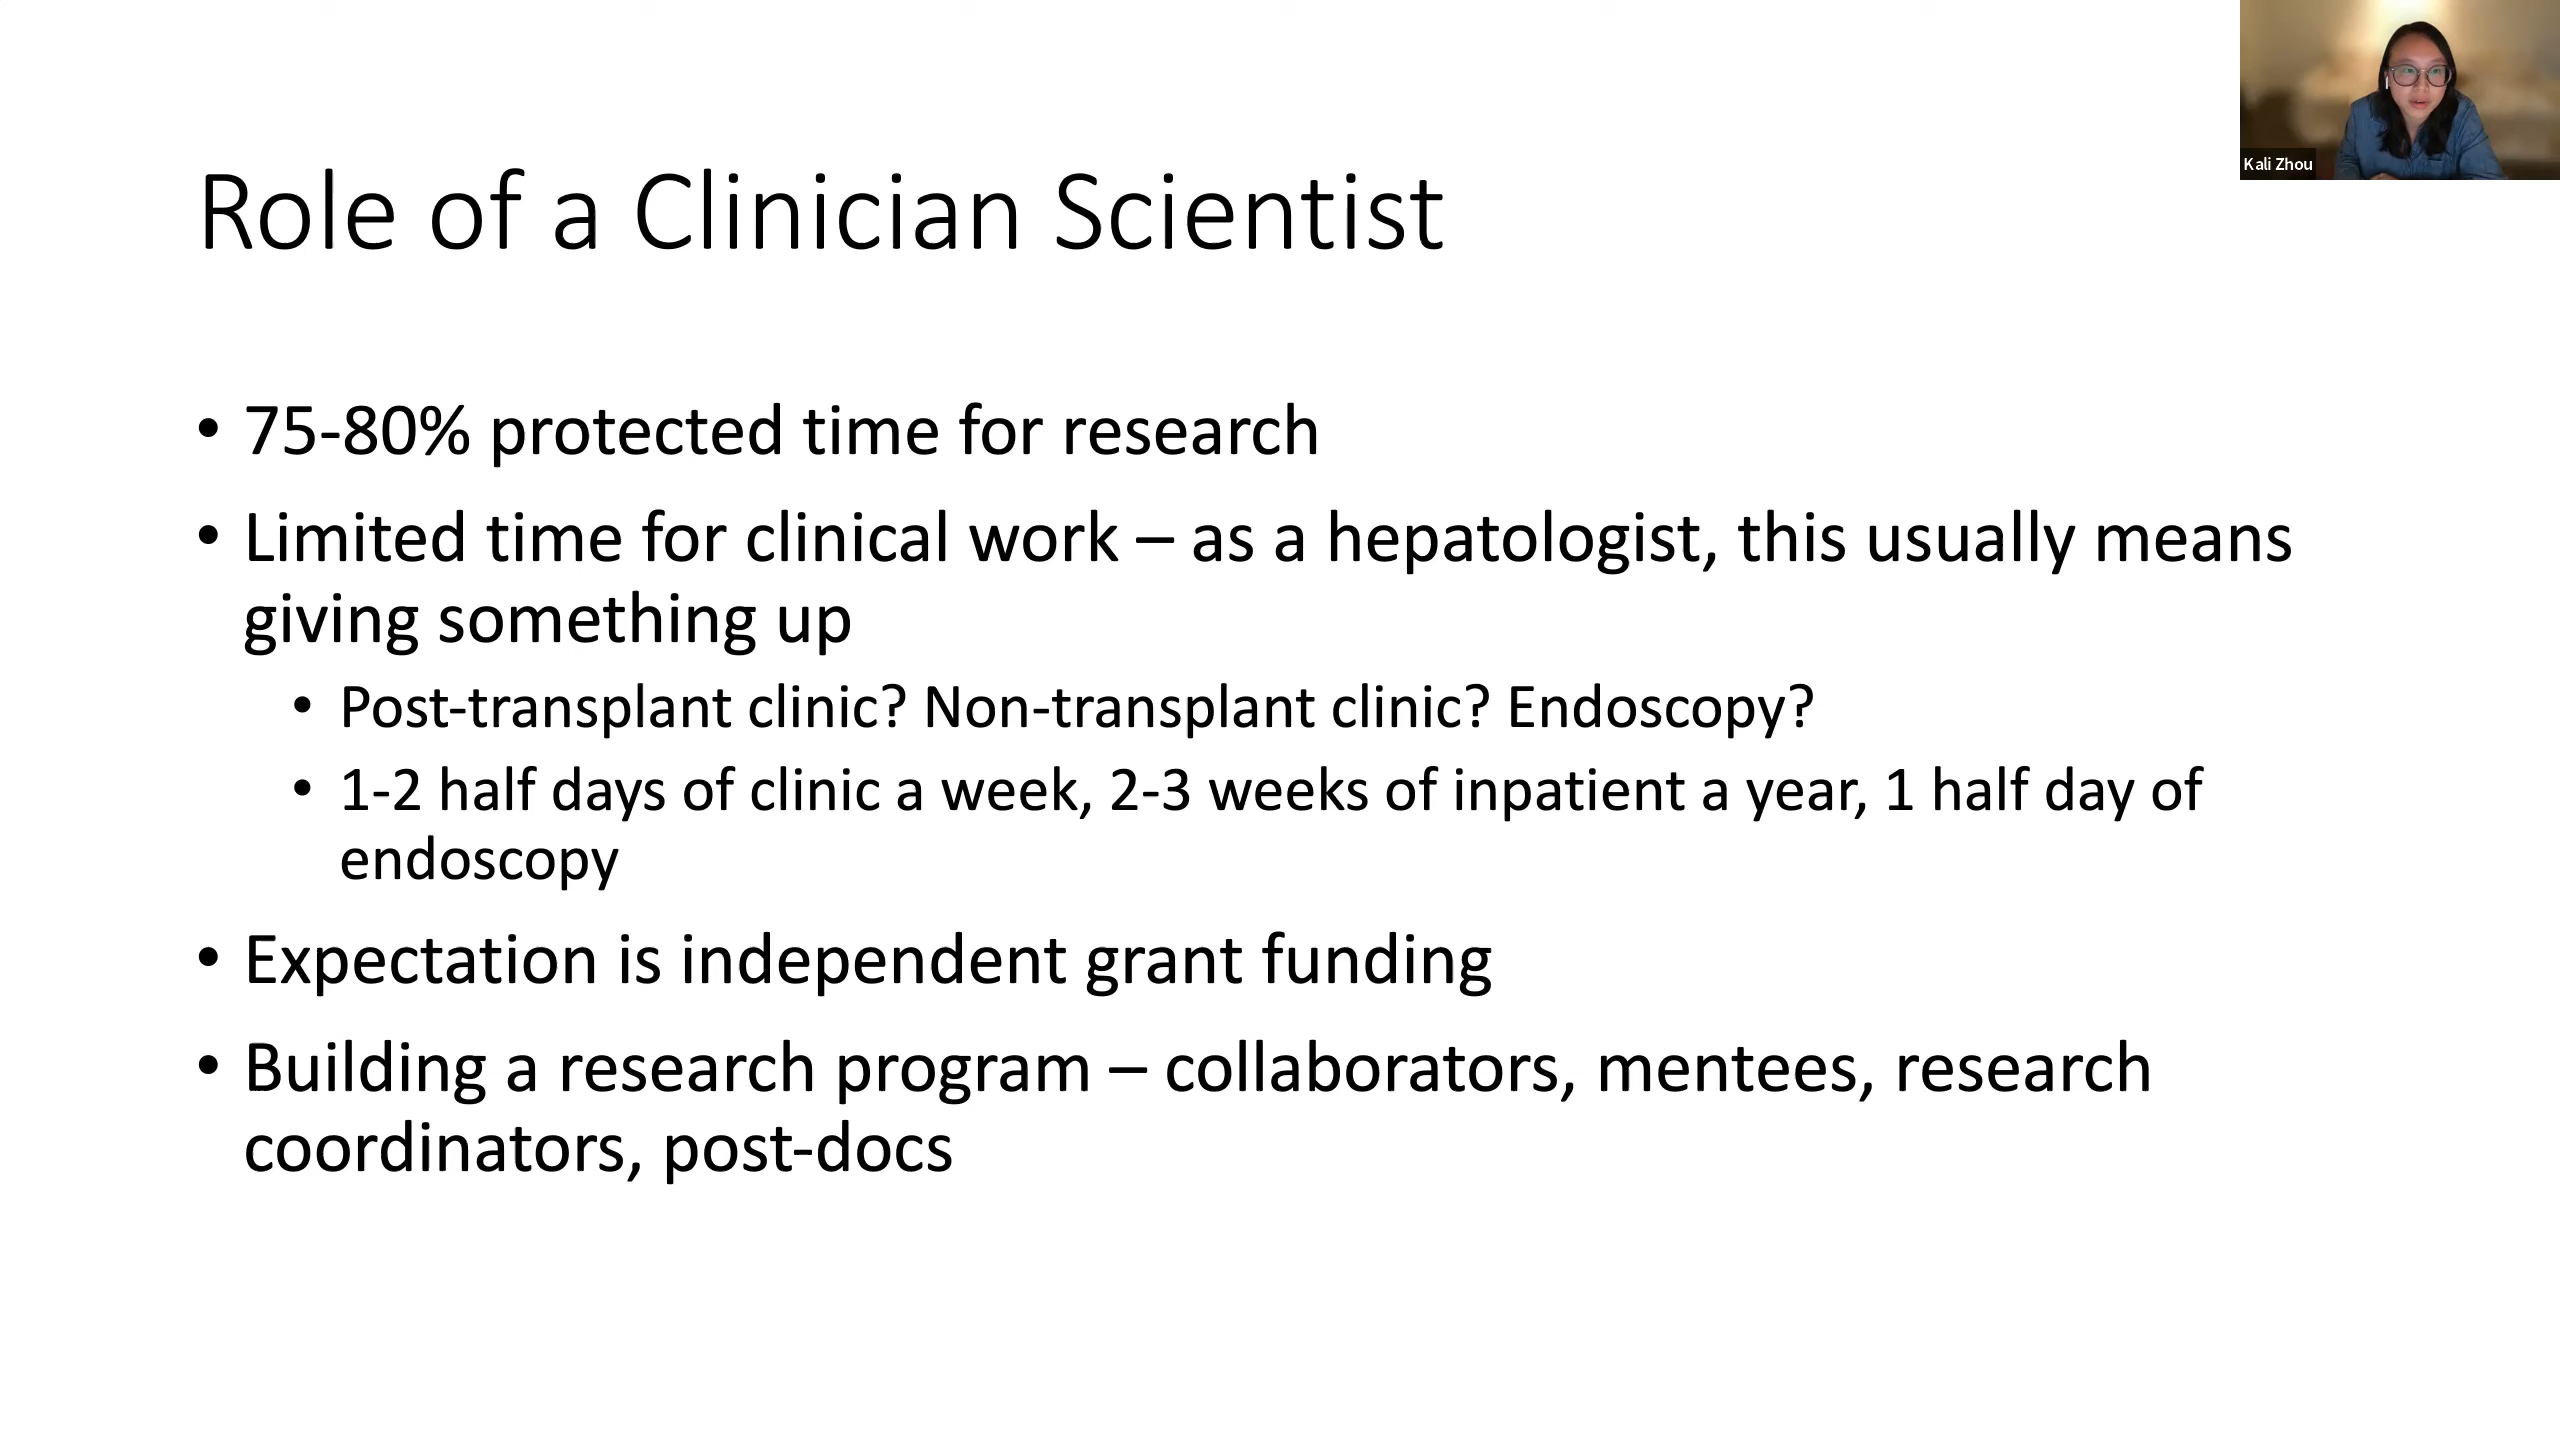 Kali Zhou
Role of a Clinician Scientist
• 75-80% protected time for research
• Limited time for clinical work – as a hepatologist, this usually means
giving something up
• Post-transplant clinic? Non-transplant clinic? Endoscopy?
• 1-2 half days of clinic a week, 2-3 weeks of inpatient a year, 1 half day of
endoscopy
• Expectation is independent grant funding
• Building a research program – collaborators, mentees, research
coordinators, post-docs